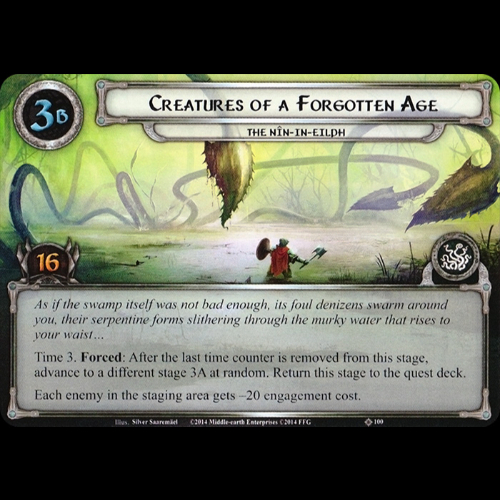 3B
CREATURES OF A FORGOTTEN AGE
THE NÎN-IN-EILPH
16
As if the swamp itself was not bad enough, its foul denizens swarm around
you, their serpentine forms slithering through the murky water that rises to
your waist…
Time 3. Forced: After the last time counter is removed from this stage,
advance to a different stage 3A at random. Return this stage to the quest deck.
Each enemy in the staging area gets –20 engagement cost.
Illus. Silver Saaremäel ©2014 Middle-earth Enterprises ©2014 FFG 100